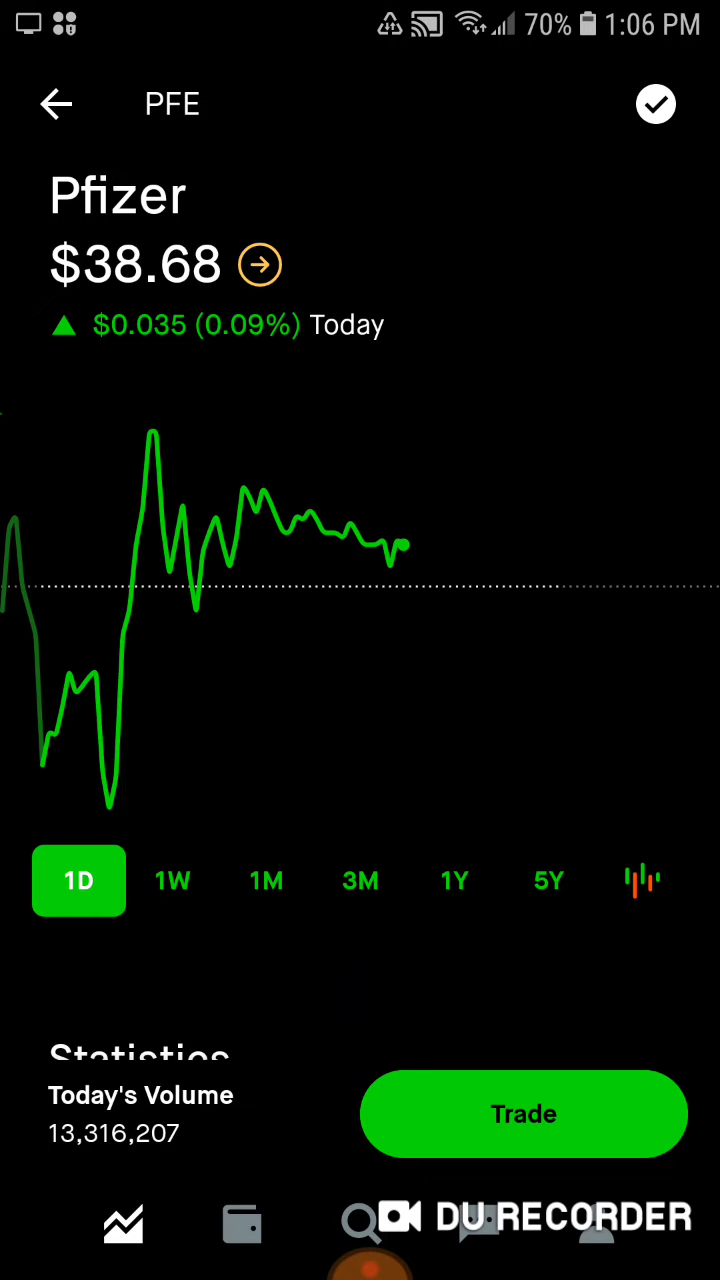 70% 1:06 PM
PFE
Pfizer
$38.68
$0.035 (0.09%) Today
1D 1W 1M 3M 1Y 5Y
Statistics
Today's Volume
13,316,207
Trade
DU RECORDER